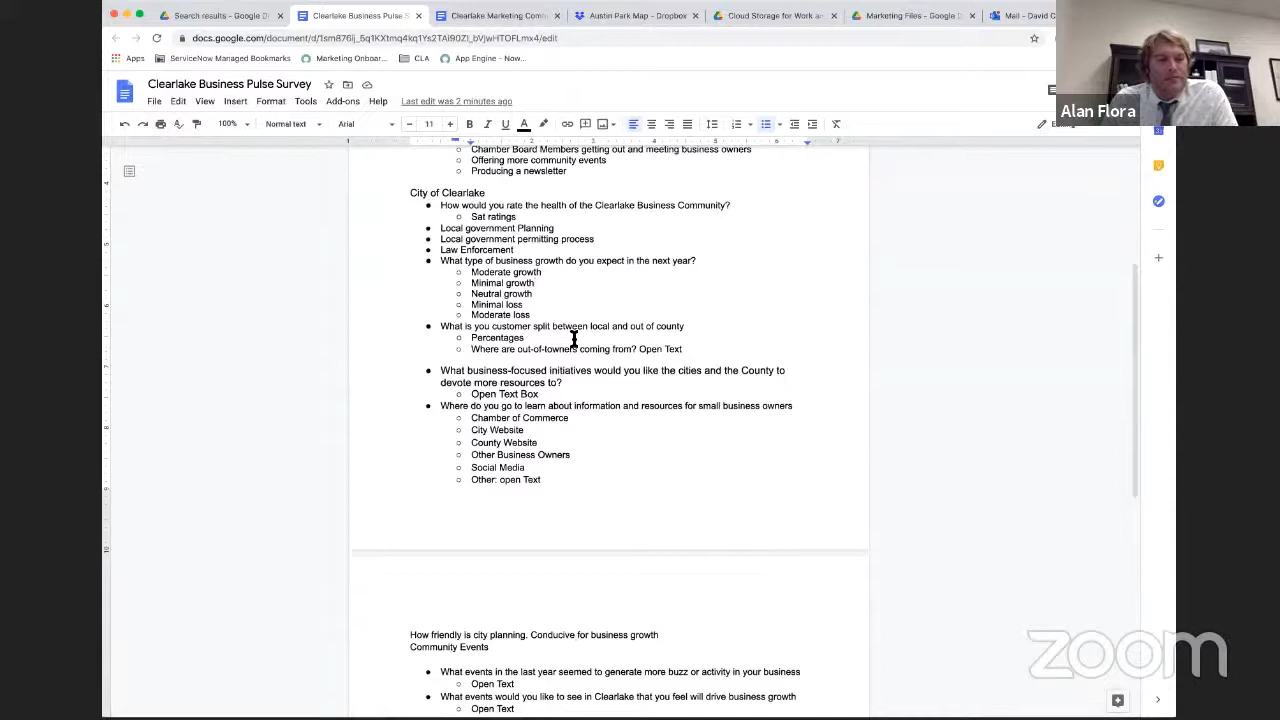 Search results - G
Clearlake Business Pulse S
Clearlake Marketing Com
Austin Park Map - Dropbox
Cloud Storage for Work a
Marketing Files - Google D
Mail - David C
docs.google.com/document/d/
Apps
ServiceNow Managed Bookmarks
Marketing Onboar...
CLA
App Engine - Now...
Clearlake Business Pulse Survey
File Edit View Insert Format Tools Add-ons Help Last edit was 2 minutes ago
100% Normal text Arial 11
Alan Flora
Chamber Board Members getting out and meeting business owners
Offering more community events
Producing a newsletter
City of Clearlake
How would you rate the health of the Clearlake Business Community?
Sat ratings
Local government Planning
Local government permitting process
Law Enforcement
What type of business growth do you expect in the next year?
Moderate growth
Minimal growth
Neutral growth
Minimal loss
Moderate loss
What is you customer split between local and out of county
Percentages
Where are out-of-towners coming from? Open Text
What business-focused initiatives would you like the cities and the County to
devote more resources to?
Open Text Box
Where do you go to learn about information and resources for small business owners
Chamber of Commerce
City Website
County Website
Other Business Owners
Social Media
Other: open Text
How friendly is city planning. Conducive for business growth
Community Events
What events in the last year seemed to generate more buzz or activity in your business
Open Text
What events would you like to see in Clearlake that you feel will drive business growth
Open Text
zoom